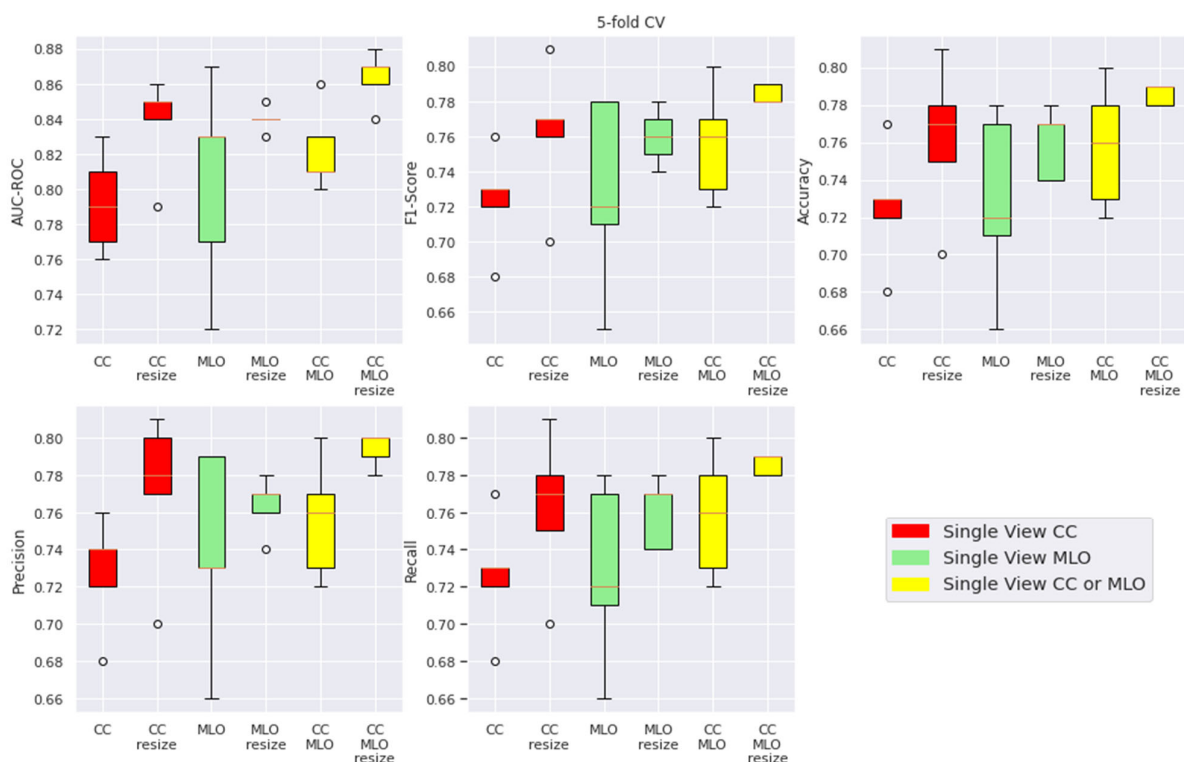 5-fold CV
AUC-ROC
0.88
0.86
0.84
0.82
0.80
0.78
0.76
0.74
0.72
CC
CC
resize
MLO
MLO
resize
CC
MLO
CC
MLO
resize
F1-Score
0.80
0.78
0.76
0.74
0.72
0.70
0.68
0.66
CC
CC
resize
MLO
MLO
resize
CC
MLO
CC
MLO
resize
Accuracy
0.80
0.78
0.76
0.74
0.72
0.70
0.68
0.66
CC
CC
resize
MLO
MLO
resize
CC
MLO
CC
MLO
resize
Precision
0.80
0.78
0.76
0.74
0.72
0.70
0.68
0.66
CC
CC
resize
MLO
MLO
resize
CC
MLO
CC
MLO
resize
Recall
0.80
0.78
0.76
0.74
0.72
0.70
0.68
0.66
CC
CC
resize
MLO
MLO
resize
CC
MLO
CC
MLO
resize
Single View CC
Single View MLO
Single View CC or MLO